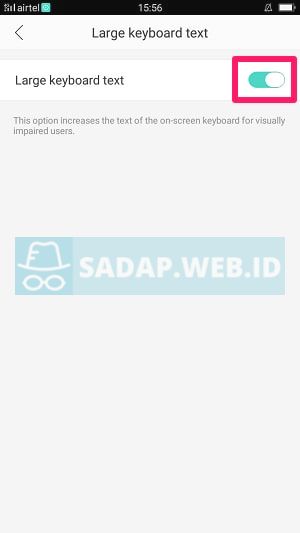 airtel
15:56
Large keyboard text
Large keyboard text
This option increases the text of the on-screen keyboard for visually
impaired users.
SADAP.WEB.ID